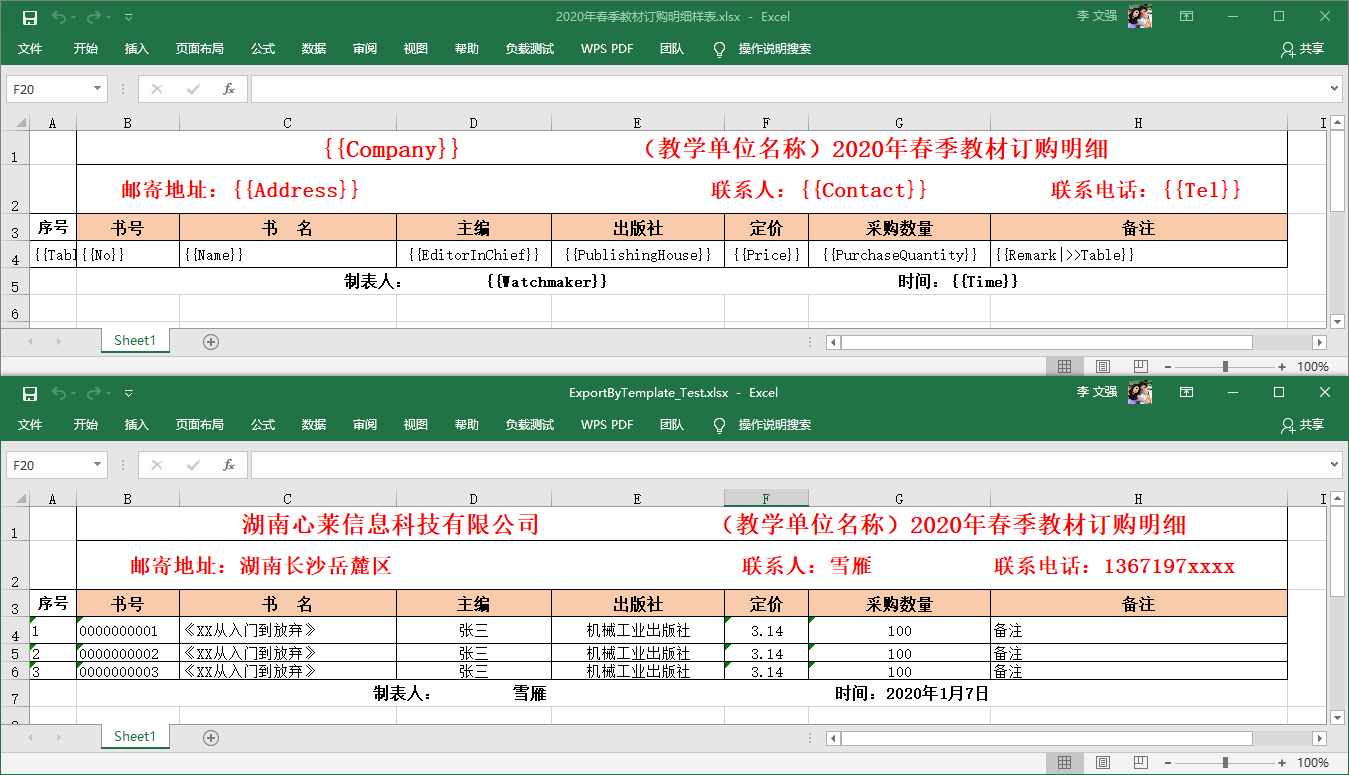 2020年春季教材订购明细样表.xlsx - Excel 李 文强
文件 开始 插入 页面布局 公式 数据 审阅 视图 帮助 负载测试 WPS PDF 团队 操作说明搜索 共享
F20 fx
A B C D E F G H I
1 {{Company}} （教学单位名称）2020年春季教材订购明细
2 邮寄地址：{{Address}} 联系人：{{Contact}} 联系电话：{{Tel}}
3 序号 书号 书 名 主编 出版社 定价 采购数量 备注
4 {{Tabl {{No}} {{Name}} {{EditorInChief}} {{PublishingHouse}} {{Price}} {{PurchaseQuantity}} {{Remark|>>Table}}
5 制表人： {{Watchmaker}} 时间：{{Time}}
6
Sheet1
100%
ExportByTemplate_Test.xlsx - Excel 李 文强
文件 开始 插入 页面布局 公式 数据 审阅 视图 帮助 负载测试 WPS PDF 团队 操作说明搜索 共享
F20 fx
A B C D E F G H I
1 湖南心莱信息科技有限公司 （教学单位名称）2020年春季教材订购明细
2 邮寄地址：湖南长沙岳麓区 联系人：雪雁 联系电话：1367197xxxx
3 序号 书号 书 名 主编 出版社 定价 采购数量 备注
4 1 0000000001 《XX从入门到放弃》 张三 机械工业出版社 3.14 100 备注
5 2 0000000002 《XX从入门到放弃》 张三 机械工业出版社 3.14 100 备注
6 3 0000000003 《XX从入门到放弃》 张三 机械工业出版社 3.14 100 备注
7 制表人： 雪雁 时间：2020年1月7日
Sheet1
100%